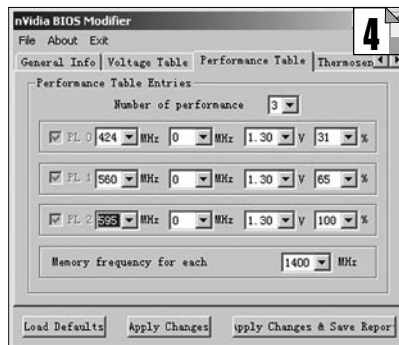 nVidia BIOS Modifier
4
File About Exit
General Info Voltage Table Performance Table Thermosen
Performance Table Entries
Number of performance 3
PL 0 424 MHz 0 MHz 1.30 V 31 %
PL 1 560 MHz 0 MHz 1.30 V 65 %
PL 2 595 MHz 0 MHz 1.30 V 100 %
Memory frequency for each 1400 MHz
Load Defaults Apply Changes pply Changes & Save Repor